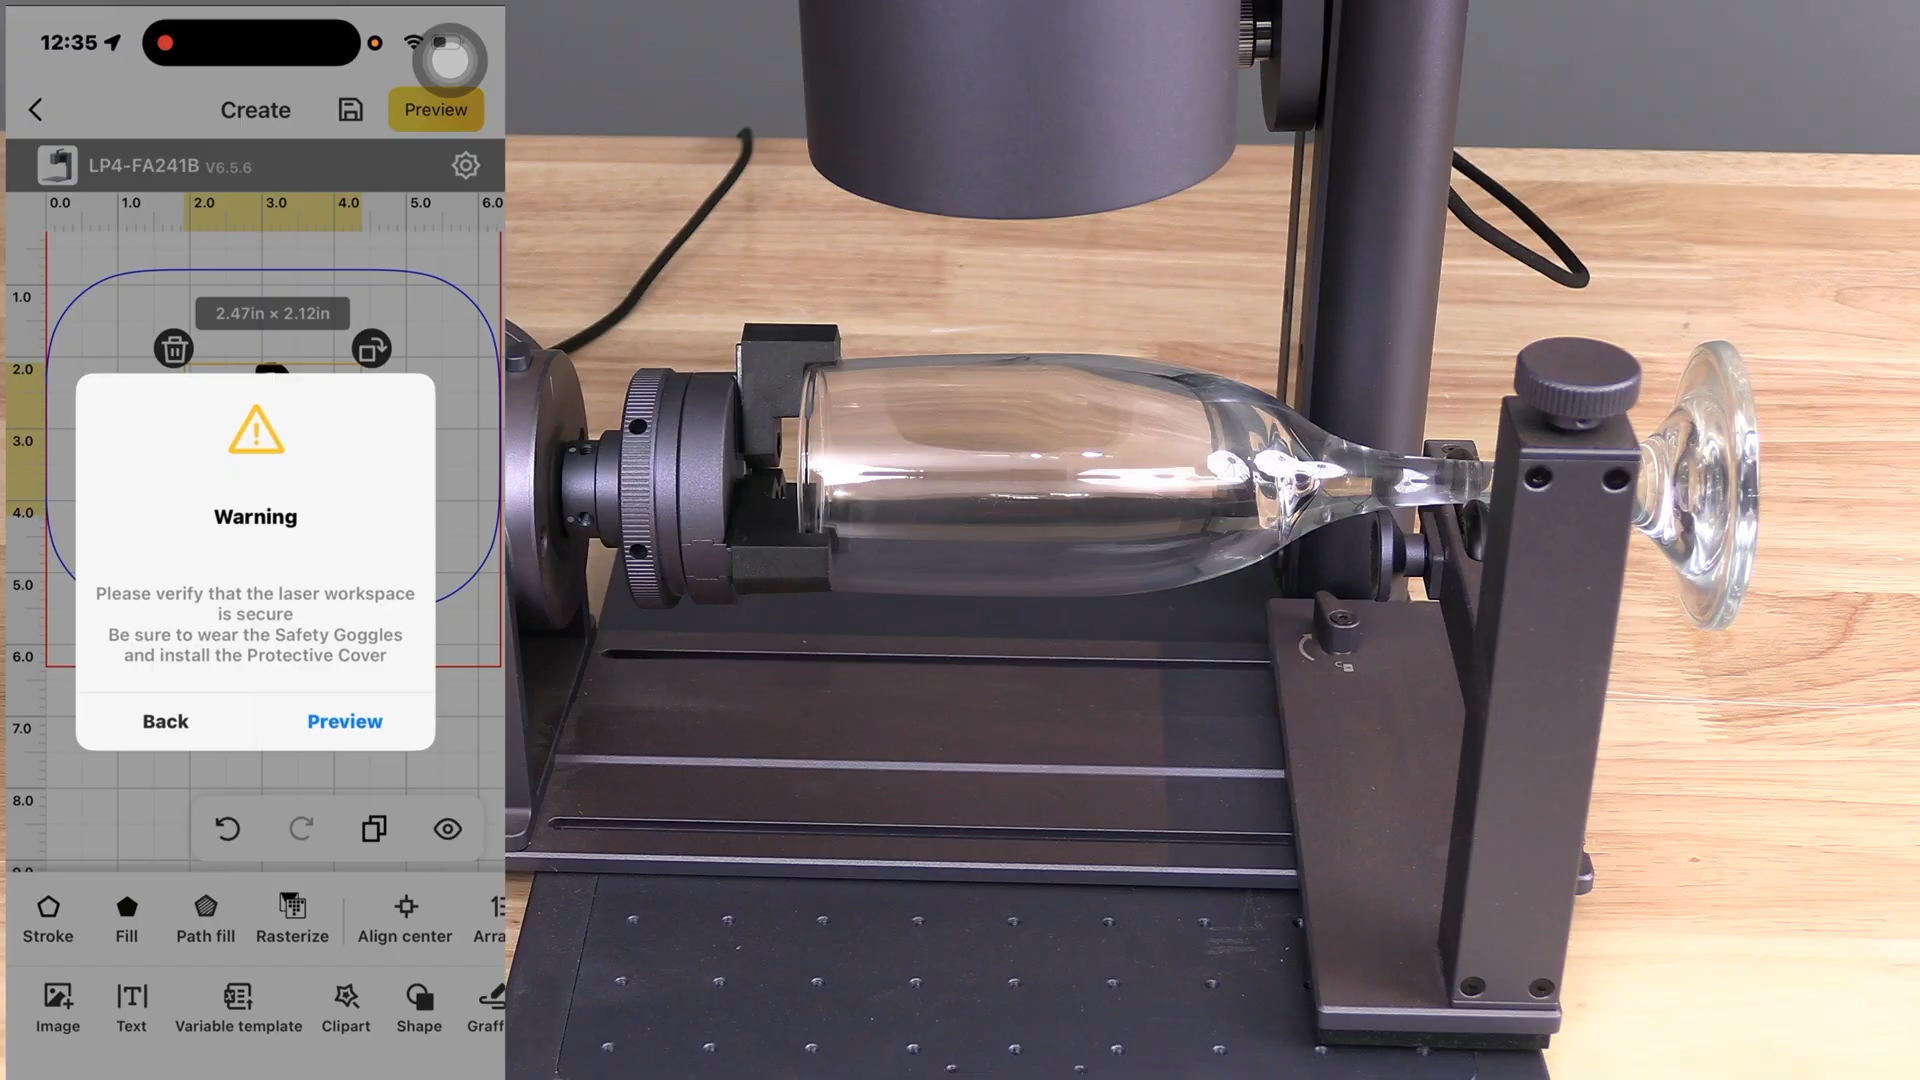 12:35
Create
Preview
LP4-FA241B V6.5.6
0.0 1.0 2.0 3.0 4.0 5.0 6.0
1.0
2.47in × 2.12in
2.0
3.0
4.0
5.0
6.0
7.0
8.0
Warning
Please verify that the laser workspace
is secure
Be sure to wear the Safety Goggles
and install the Protective Cover
Back Preview
Stroke Fill Path fill Rasterize Align center Arra
Image Text Variable template Clipart Shape Graff